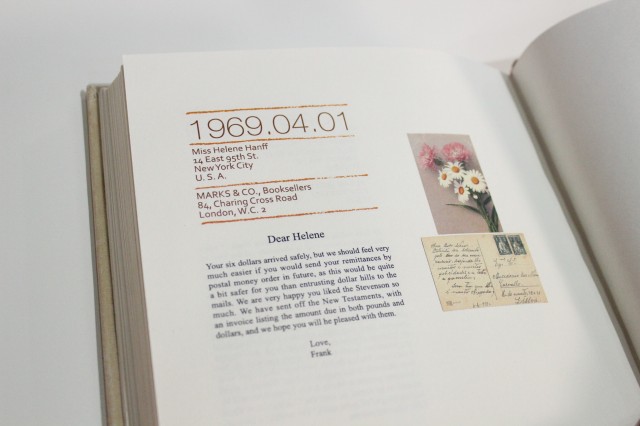 1969.04.01
Miss Helene Hanff
14 East 95th St.
New York City
U. S. A.
MARKS & CO., Booksellers
84, Charing Cross Road
London, W.C. 2
Dear Helene
Your six dollars arrived safely, but we should feel very
much easier if you would send your remittances by
postal money order in future, as this would be quite
a bit safer for you than entrusting dollar hills to the
mails. We are very happy you liked the Stevenson so
much. We have sent off the New Testaments, with
an invoice listing the amount due in both pounds and
dollars, and we hope you will be pleased with them.
Love,
Frank